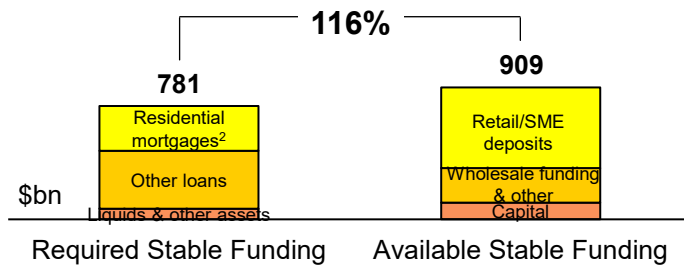 116%
781
909
Residential
mortgages²
Other loans
Liquids & other assets
Retail/SME
deposits
Wholesale funding
& other
Capital
$bn
Required Stable Funding
Available Stable Funding